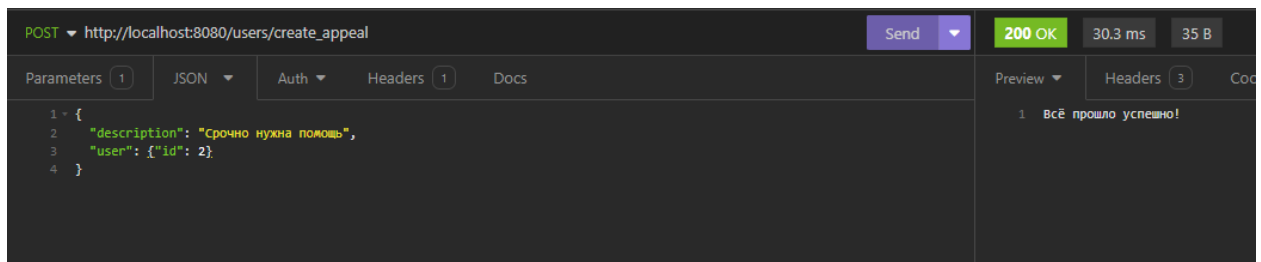 POST http://localhost:8080/users/create_appeal Send 200 OK 30.3 ms 35 B
Parameters 1 JSON Auth Headers 1 Docs Preview Headers 3 Coc
1 {
2 "description": "Срочно нужна помощь",
3 "user": {"id": 2}
4 }
1 Всё прошло успешно!